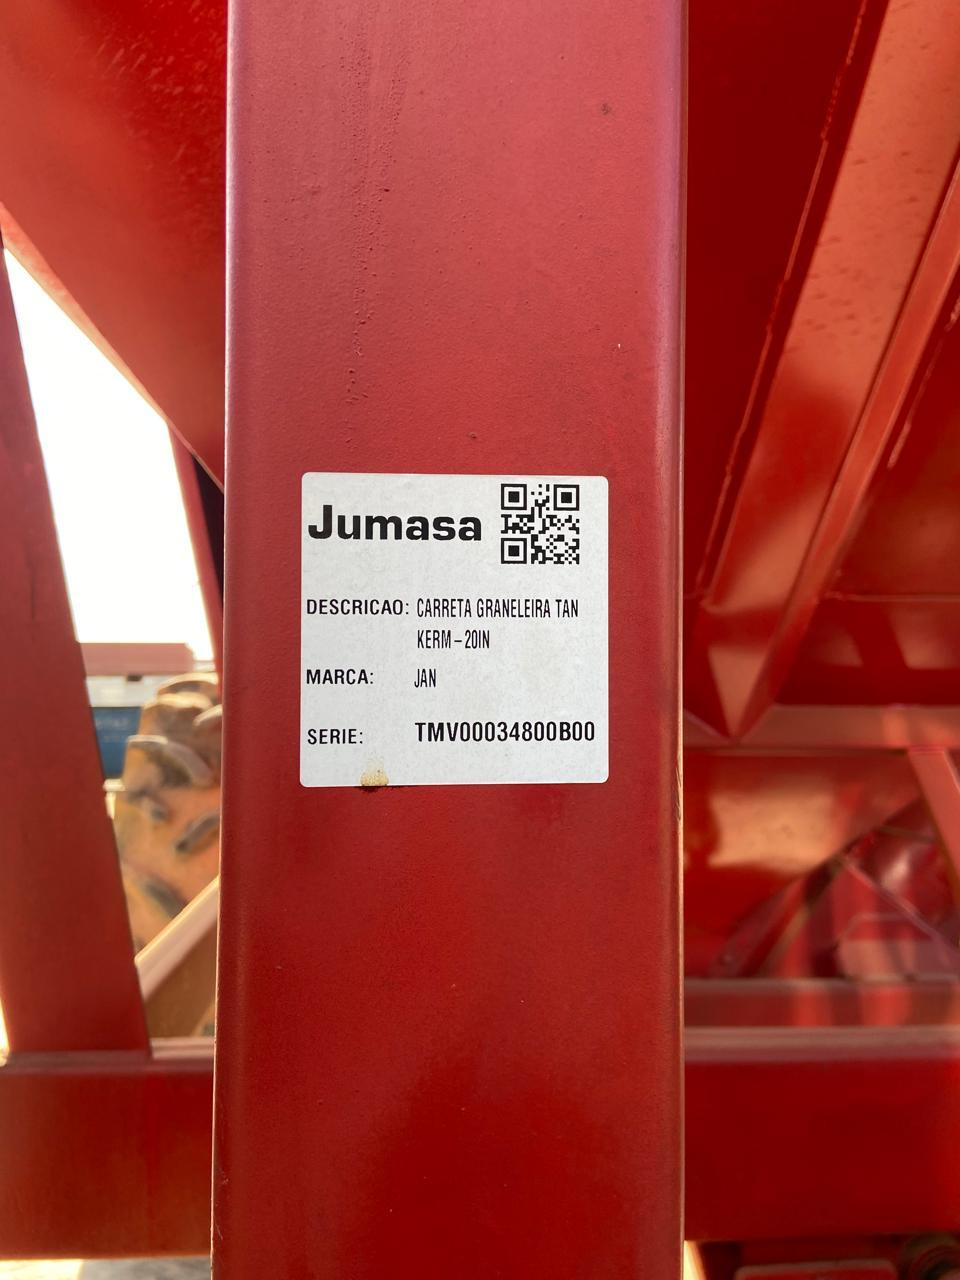 Jumasa
DESCRICAO: CARRETA GRANELEIRA TAN
KERM-20IN
MARCA: JAN
SERIE: TMV00034800B00